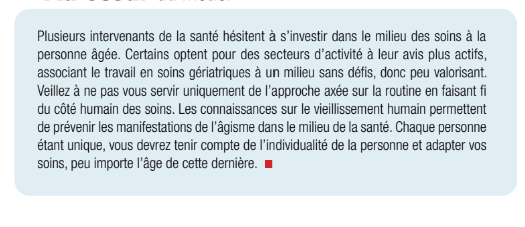 Plusieurs intervenants de la santé hésitent à s'investir dans le milieu des soins à la
personne âgée. Certains optent pour des secteurs d'activité à leur avis plus actifs,
associant le travail en soins gériatriques à un milieu sans défis, donc peu valorisant.
Veillez à ne pas vous servir uniquement de l'approche axée sur la routine en faisant fi
du côté humain des soins. Les connaissances sur le vieillissement humain permettent
de prévenir les manifestations de l'âgisme dans le milieu de la santé. Chaque personne
étant unique, vous devrez tenir compte de l'individualité de la personne et adapter vos
soins, peu importe l'âge de cette dernière.